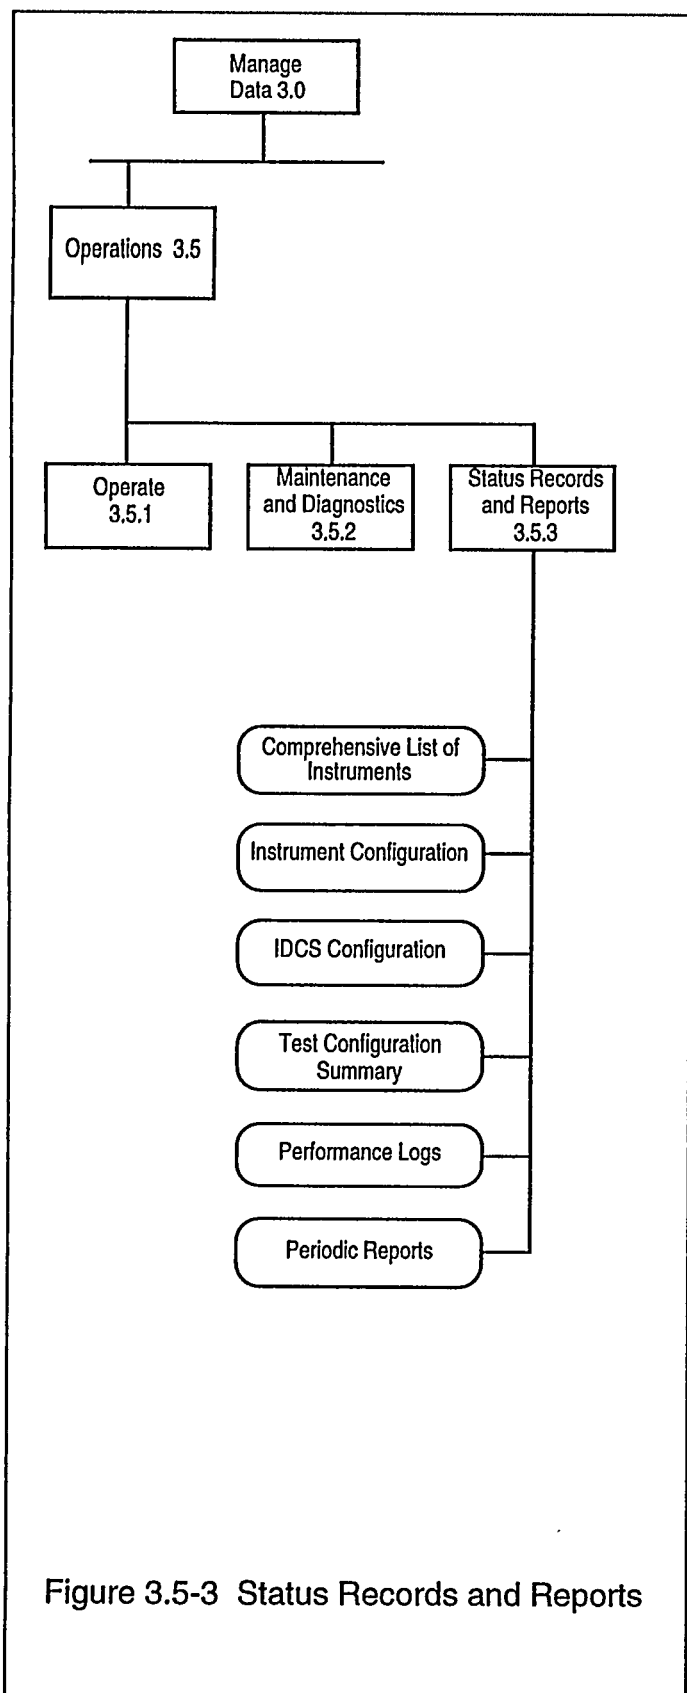 Manage
Data 3.0
Operations 3.5
Operate
3.5.1
Maintenance
and Diagnostics
3.5.2
Status Records
and Reports
3.5.3
Comprehensive List of
Instruments
Instrument Configuration
IDCS Configuration
Test Configuration
Summary
Performance Logs
Periodic Reports
Figure 3.5-3 Status Records and Reports